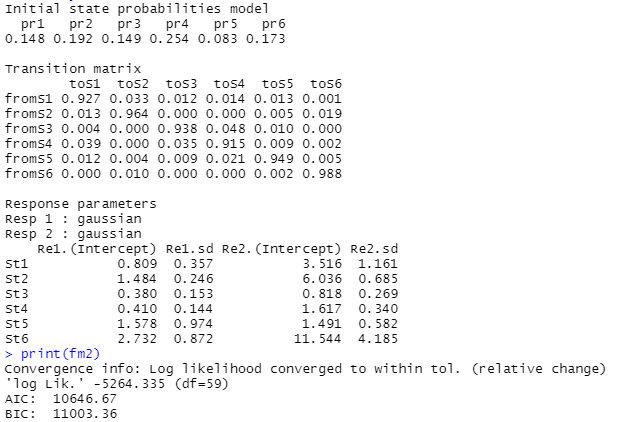 Initial state probabilities model
pr1 pr2 pr3 pr4 pr5 pr6
0.148 0.192 0.149 0.254 0.083 0.173
Transition matrix
toS1 toS2 toS3 toS4 toS5 toS6
fromS1 0.927 0.033 0.012 0.014 0.013 0.001
fromS2 0.013 0.964 0.000 0.000 0.005 0.019
fromS3 0.004 0.000 0.938 0.048 0.010 0.000
fromS4 0.039 0.000 0.035 0.915 0.009 0.002
fromS5 0.012 0.004 0.009 0.021 0.949 0.005
fromS6 0.000 0.010 0.000 0.000 0.002 0.988
Response parameters
Resp 1 : gaussian
Resp 2 : gaussian
Re1.(Intercept) Re1.sd Re2.(Intercept) Re2.sd
St1 0.809 0.357 3.516 1.161
St2 1.484 0.246 6.036 0.685
St3 0.380 0.153 0.818 0.269
St4 0.410 0.144 1.617 0.340
St5 1.578 0.974 1.491 0.582
St6 2.732 0.872 11.544 4.185
> print(fm2)
Convergence info: Log likelihood converged to within tol. (relative change)
'log Lik.' -5264.335 (df=59)
AIC: 10646.67
BIC: 11003.36